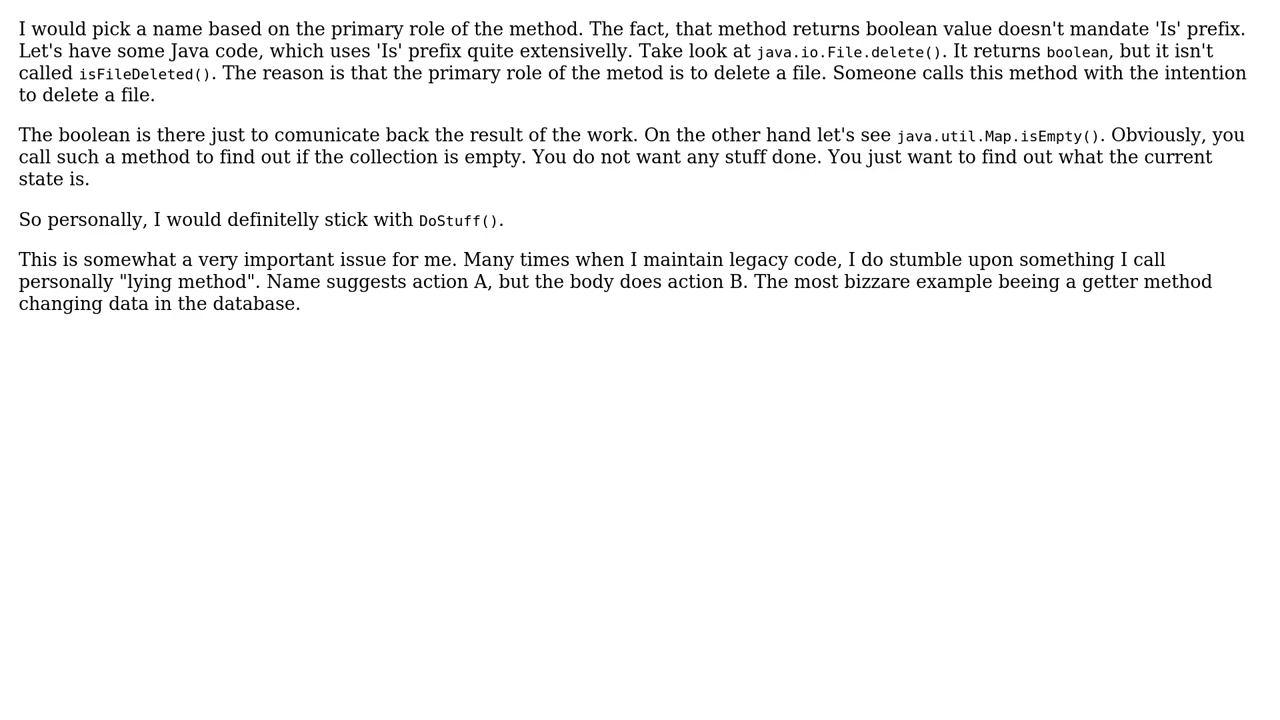 I would pick a name based on the primary role of the method. The fact, that method returns boolean value doesn't mandate 'Is' prefix.
Let's have some Java code, which uses 'Is' prefix quite extensivelly. Take look at java.io.File.delete(). It returns boolean, but it isn't
called isFileDeleted(). The reason is that the primary role of the metod is to delete a file. Someone calls this method with the intention
to delete a file.
The boolean is there just to comunicate back the result of the work. On the other hand let's see java.util.Map.isEmpty(). Obviously, you
call such a method to find out if the collection is empty. You do not want any stuff done. You just want to find out what the current
state is.
So personally, I would definitelly stick with DoStuff().
This is somewhat a very important issue for me. Many times when I maintain legacy code, I do stumble upon something I call
personally "lying method". Name suggests action A, but the body does action B. The most bizzare example beeing a getter method
changing data in the database.